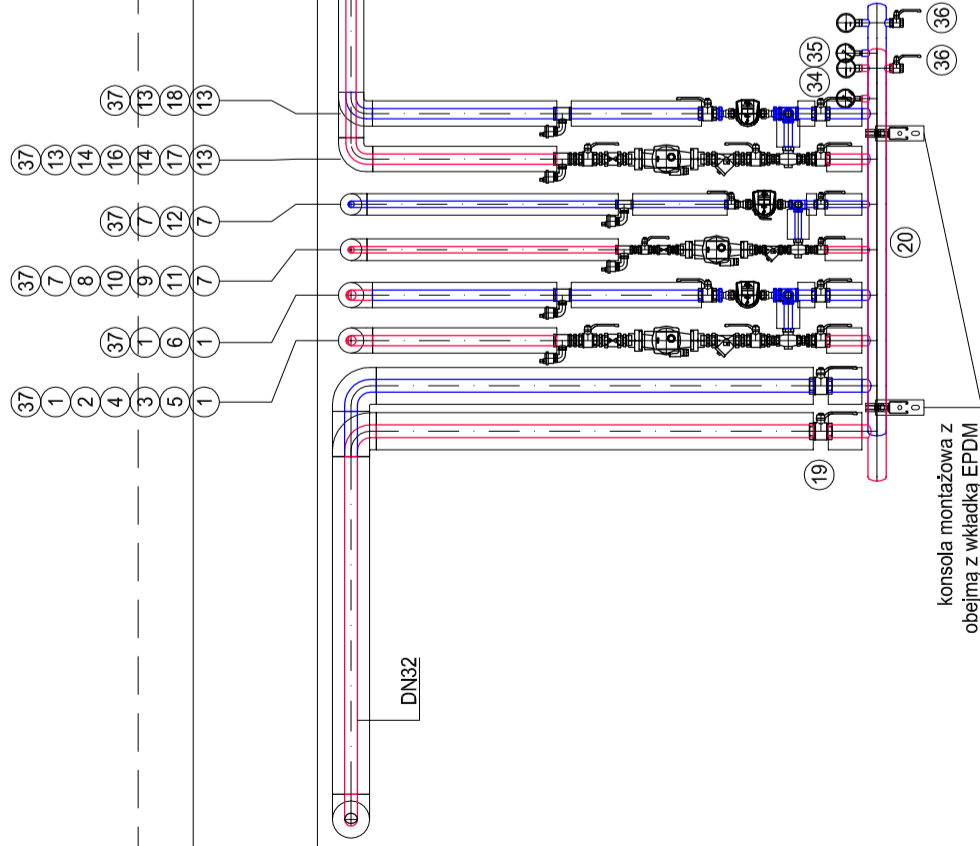 37 13 18 13
37 13 14 16 14 17 13
37 7 12 7
37 7 8 10 9 11 7
37 1 6 1
37 1 2 4 3 5 1
34 35
36
36
20
19
DN32
konsola montażowa z
obejmą z wkładką EPDM